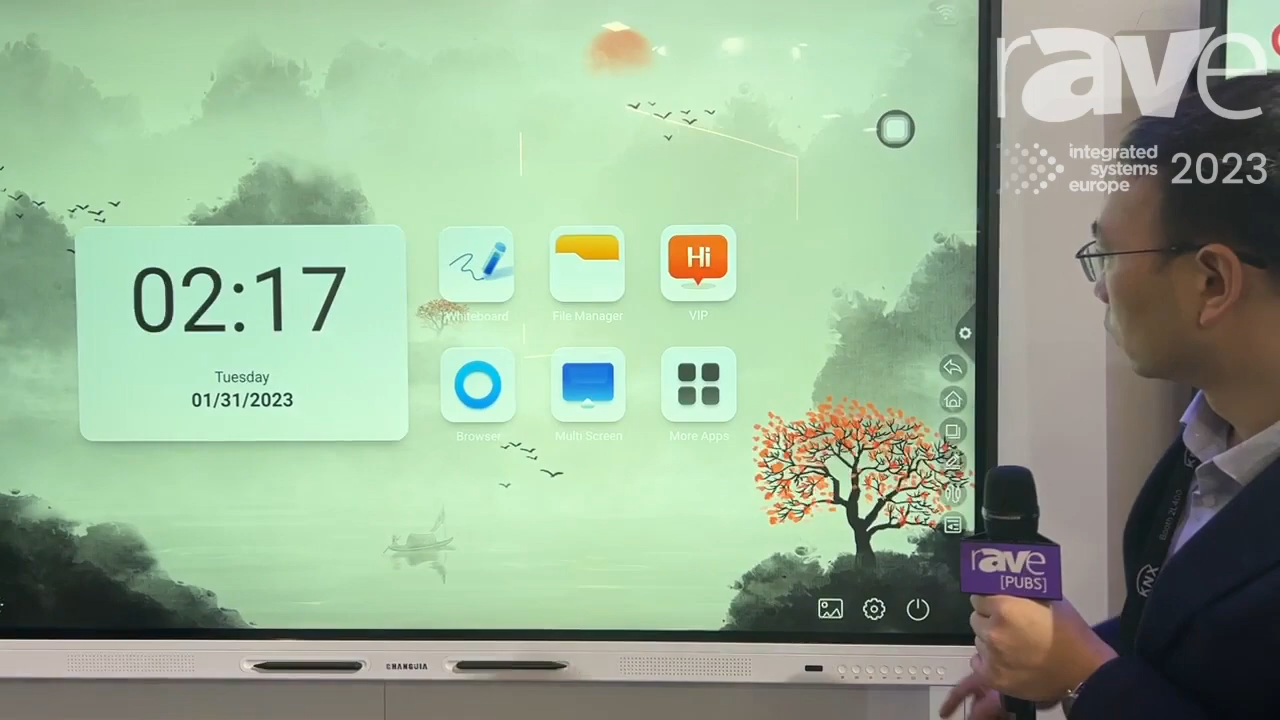 rave
integrated
systems
europe
2023
02:17
Tuesday
01/31/2023
Whiteboard
File Manager
Hi
VIP
Browser
Multi Screen
More Apps
rave
[PUBS]
KNX